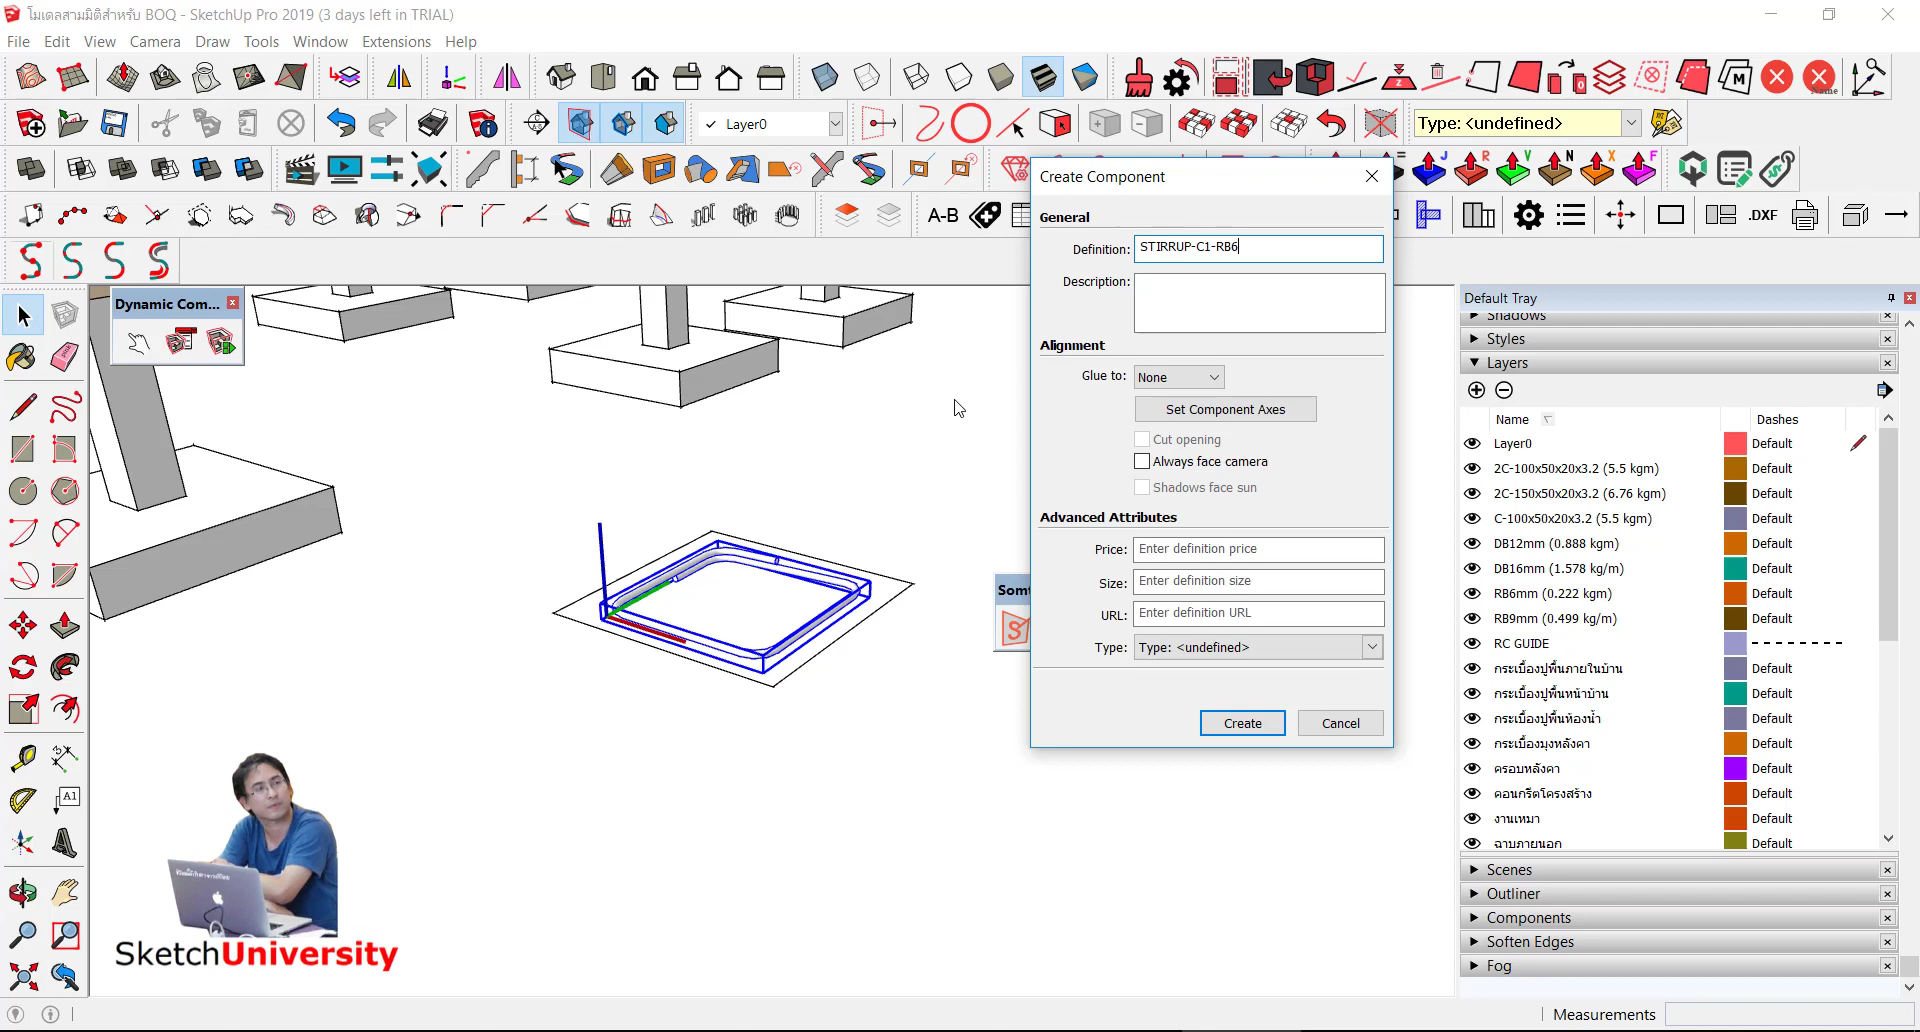 โมเดลสามมิติสำหรับ BOQ - SketchUp Pro 2019 (3 days left in TRIAL)
File Edit View Camera Draw Tools Window Extensions Help
Layer0
Type: <undefined>
A-B
.DXF
Dynamic Com...
Create Component
General
Definition: STIRRUP-C1-RB6
Description:
Alignment
Glue to: None
Set Component Axes
Cut opening
Always face camera
Shadows face sun
Advanced Attributes
Price: Enter definition price
Size: Enter definition size
URL: Enter definition URL
Type: Type: <undefined>
Create Cancel
Default Tray
Shadows
Styles
Layers
Name Dashes
Layer0 Default
2C-100x50x20x3.2 (5.5 kgm) Default
2C-150x50x20x3.2 (6.76 kgm) Default
C-100x50x20x3.2 (5.5 kgm) Default
DB12mm (0.888 kgm) Default
DB16mm (1.578 kg/m) Default
RB6mm (0.222 kgm) Default
RB9mm (0.499 kg/m) Default
RC GUIDE
กระเบื้องปูพื้นภายในบ้าน Default
กระเบื้องปูพื้นหน้าบ้าน Default
กระเบื้องปูพื้นห้องน้ำ Default
กระเบื้องมุงหลังคา Default
ครอบหลังคา Default
คอนกรีตโครงสร้าง Default
งานเหมา Default
ฉาบภายนอก Default
Scenes
Outliner
Components
Soften Edges
Fog
SketchUniversity
Measurements